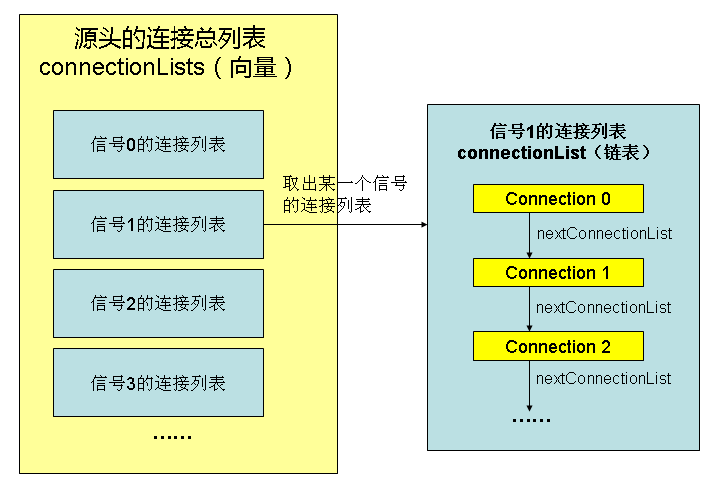 源头的连接总列表
connectionLists（向量）
信号0的连接列表
信号1的连接列表
信号2的连接列表
信号3的连接列表
……
取出某一个信号
的连接列表
信号1的连接列表
connectionList（链表）
Connection 0
nextConnectionList
Connection 1
nextConnectionList
Connection 2
nextConnectionList
……